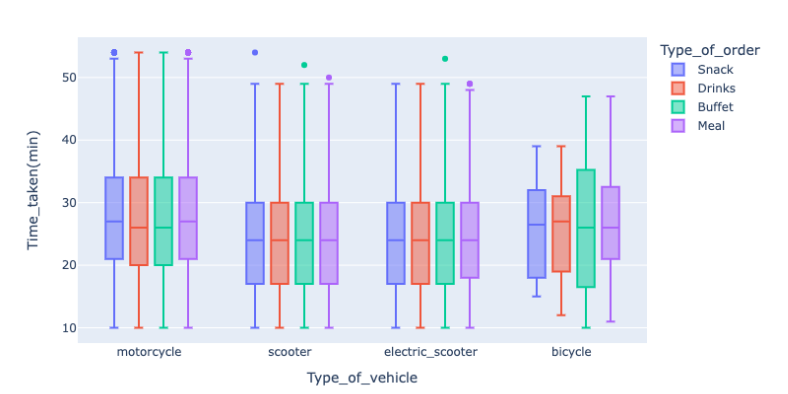 Type_of_order
Snack
Drinks
Buffet
Meal
Time_taken(min)
50
40
30
20
10
motorcycle
scooter
electric_scooter
bicycle
Type_of_vehicle